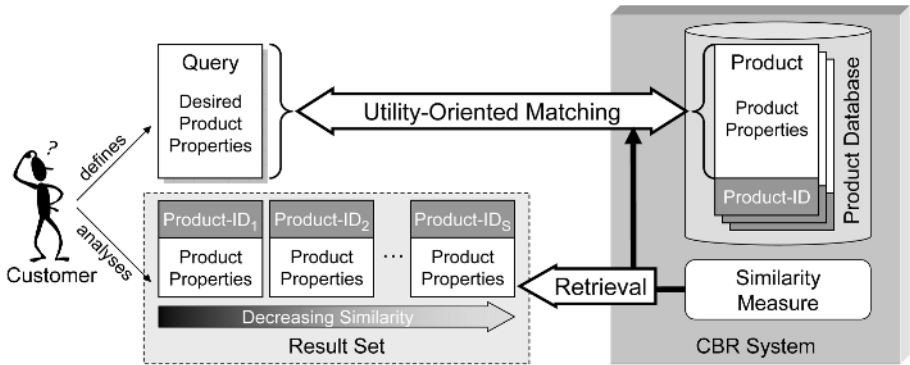 ?
Customer
defines
analyses
Query
Desired
Product
Properties
Utility-Oriented Matching
Product
Product
Properties
Product-ID
Product Database
Product-ID1
Product
Properties
Product-ID2
Product
Properties
...
Product-IDS
Product
Properties
Decreasing Similarity
Result Set
Retrieval
Similarity
Measure
CBR System